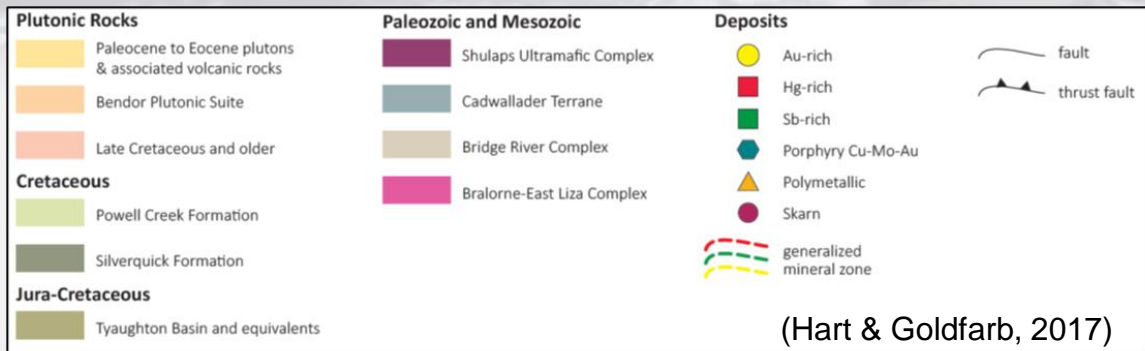 Plutonic Rocks
Paleocene to Eocene plutons
& associated volcanic rocks
Bendor Plutonic Suite
Late Cretaceous and older
Cretaceous
Powell Creek Formation
Silverquick Formation
Jura-Cretaceous
Tyaughton Basin and equivalents
Paleozoic and Mesozoic
Shulaps Ultramafic Complex
Cadwallader Terrane
Bridge River Complex
Bralorne-East Liza Complex
Deposits
Au-rich
Hg-rich
Sb-rich
Porphyry Cu-Mo-Au
Polymetallic
Skarn
generalized
mineral zone
fault
thrust fault
(Hart & Goldfarb, 2017)